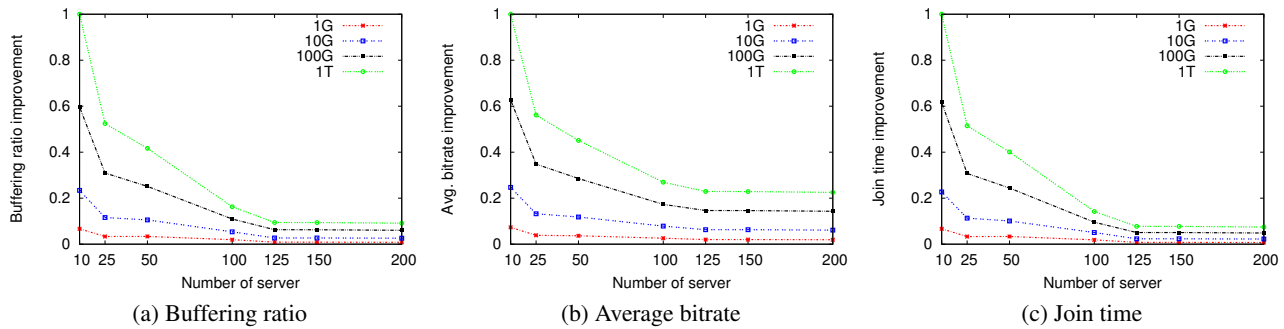 Buffering ratio improvement
1
0.8
0.6
0.4
0.2
0
10 25 50 100 125 150 200
Number of server
1G
10G
100G
1T
(a) Buffering ratio
Avg. bitrate improvement
1
0.8
0.6
0.4
0.2
0
10 25 50 100 125 150 200
Number of server
1G
10G
100G
1T
(b) Average bitrate
Join time improvement
1
0.8
0.6
0.4
0.2
0
10 25 50 100 125 150 200
Number of server
1G
10G
100G
1T
(c) Join time